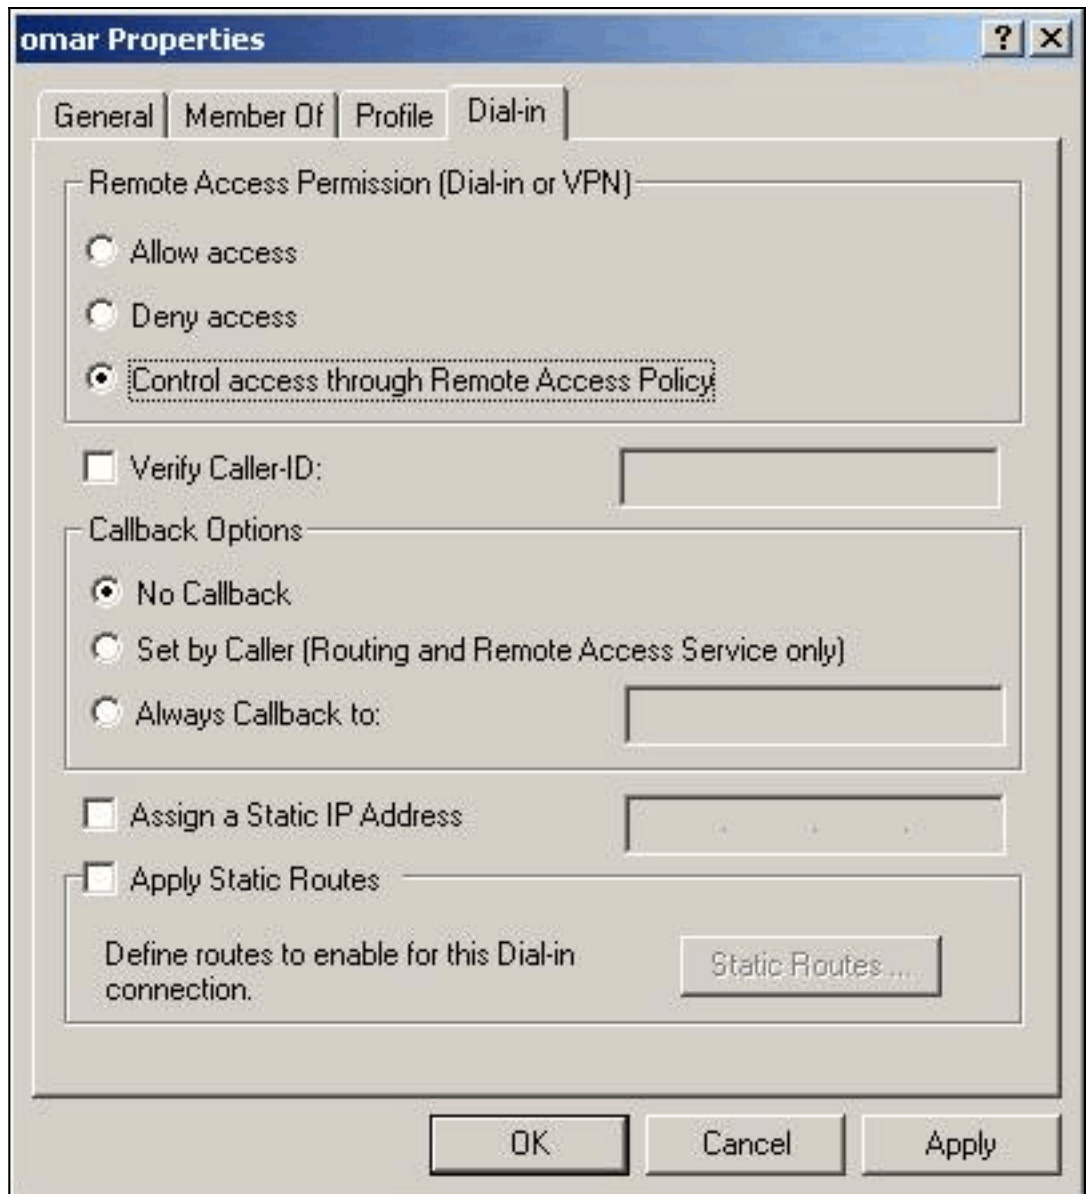 omar Properties
General Member Of Profile Dial-in
Remote Access Permission (Dial-in or VPN)
Allow access
Deny access
Control access through Remote Access Policy
Verify Caller-ID:
Callback Options
No Callback
Set by Caller (Routing and Remote Access Service only)
Always Callback to:
Assign a Static IP Address
Apply Static Routes
Define routes to enable for this Dial-in
connection.
Static Routes ...
OK Cancel Apply